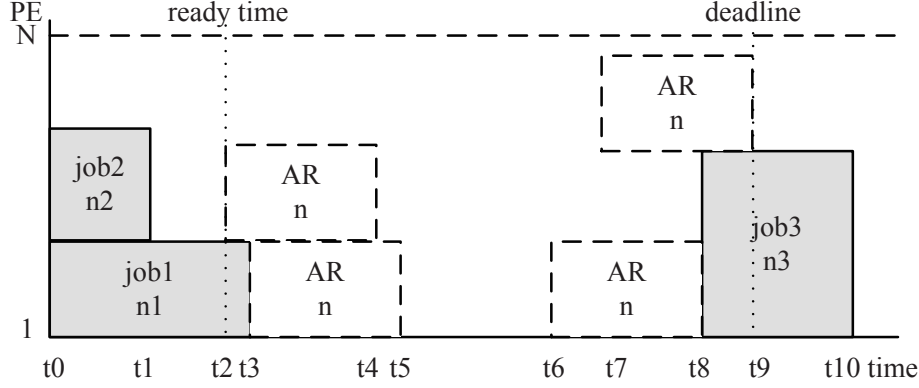 PE ready time deadline
N
AR
n
job2
n2
AR
n
job3
n3
job1
n1
AR
n
AR
n
1
t0 t1 t2 t3 t4 t5 t6 t7 t8 t9 t10 time